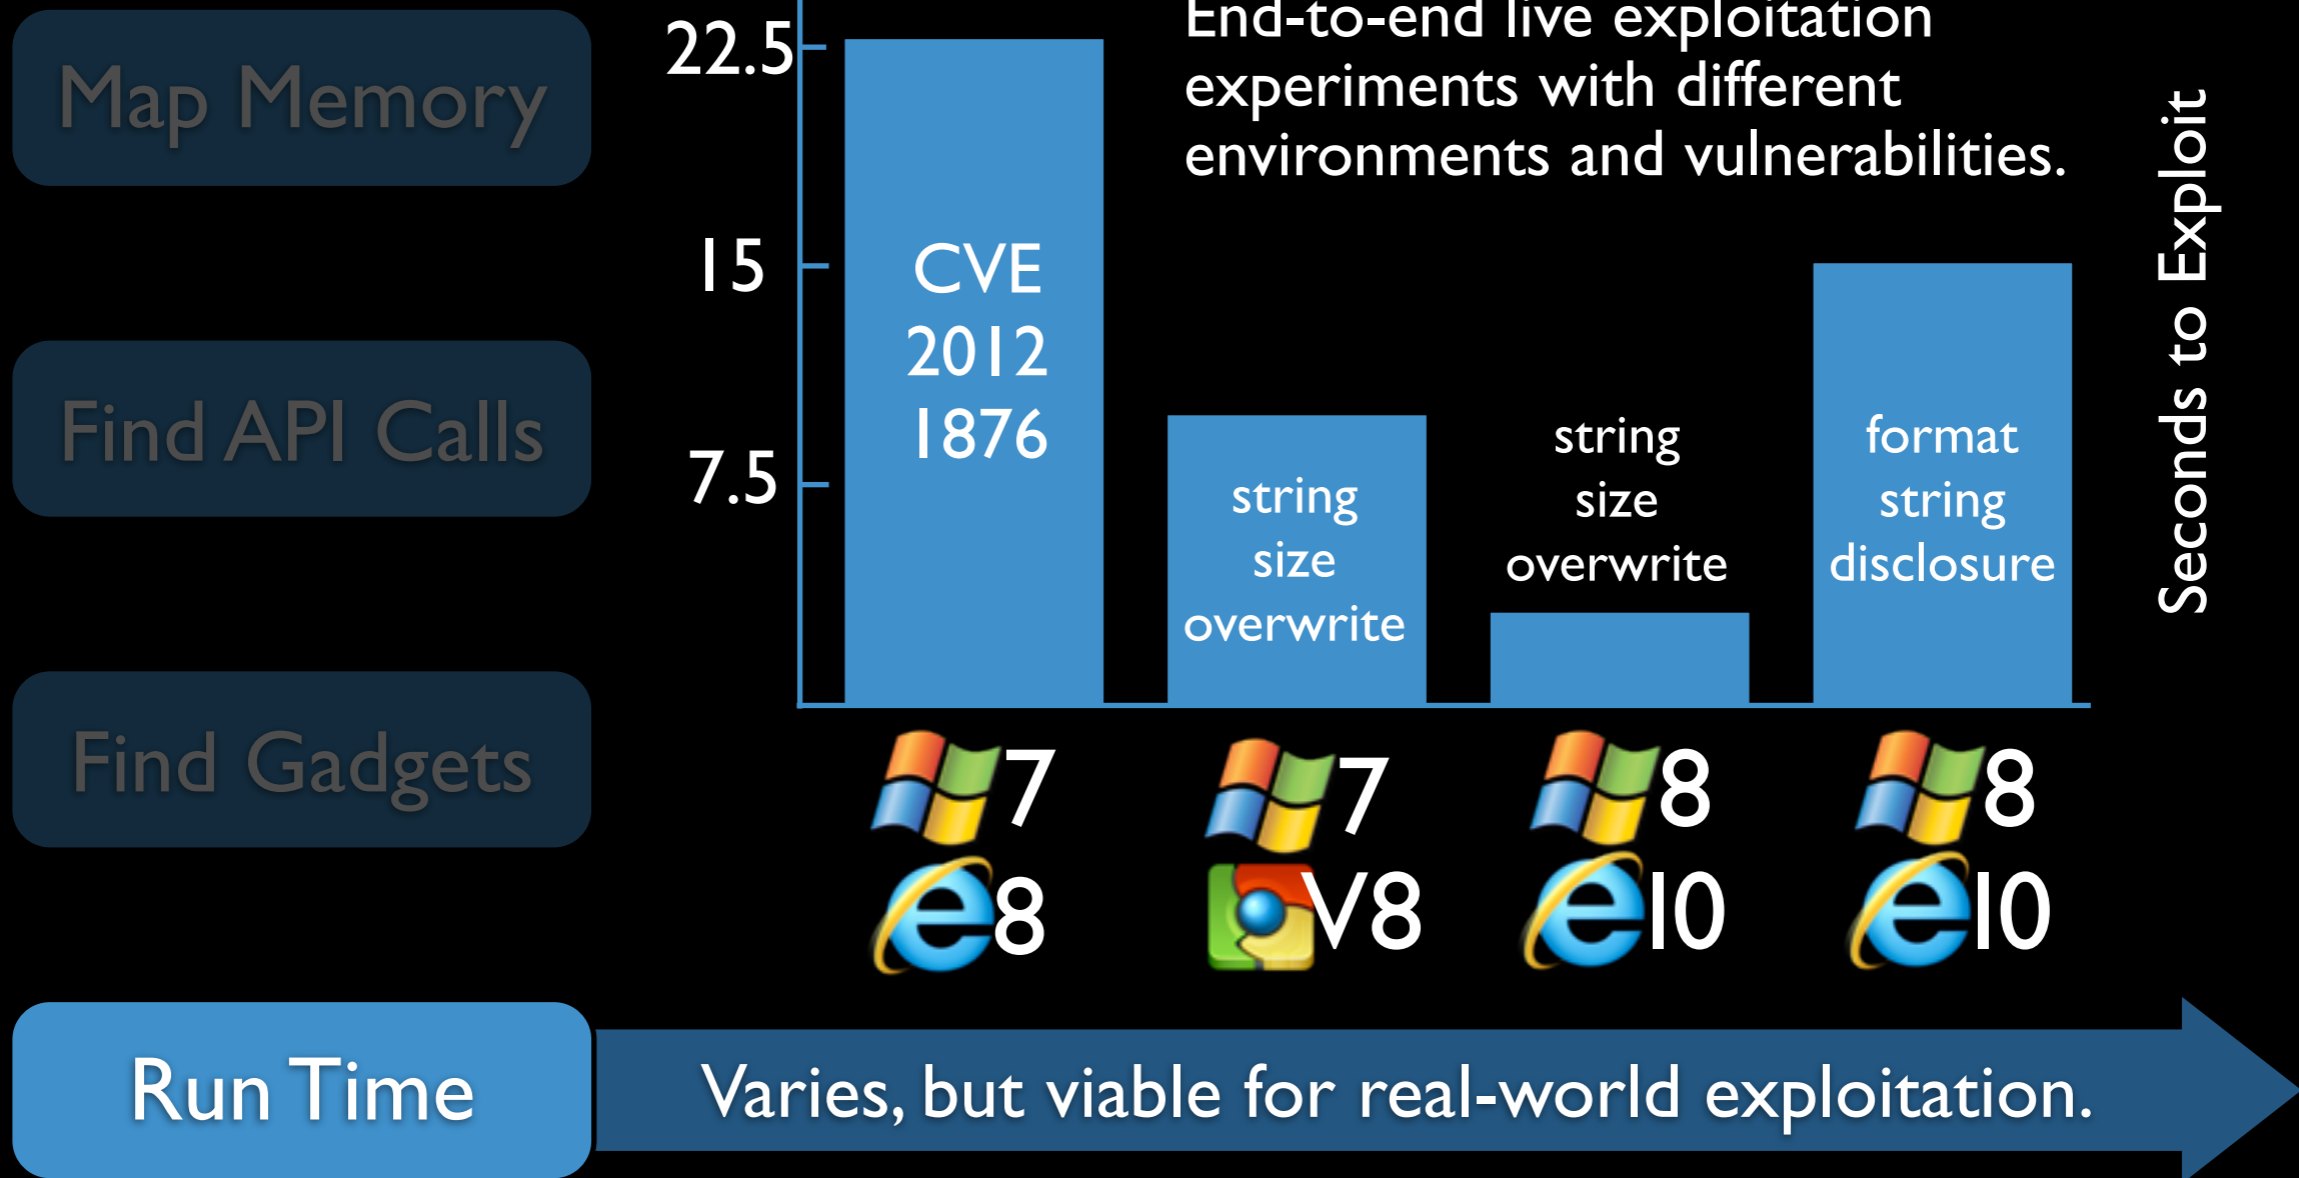 Map Memory
Find API Calls
Find Gadgets
Run Time
22.5
15
7.5
End-to-end live exploitation
experiments with different
environments and vulnerabilities.
CVE
2012
1876
string
size
overwrite
string
size
overwrite
format
string
disclosure
Seconds to Exploit
7
8
7
V8
8
10
8
10
Varies, but viable for real-world exploitation.